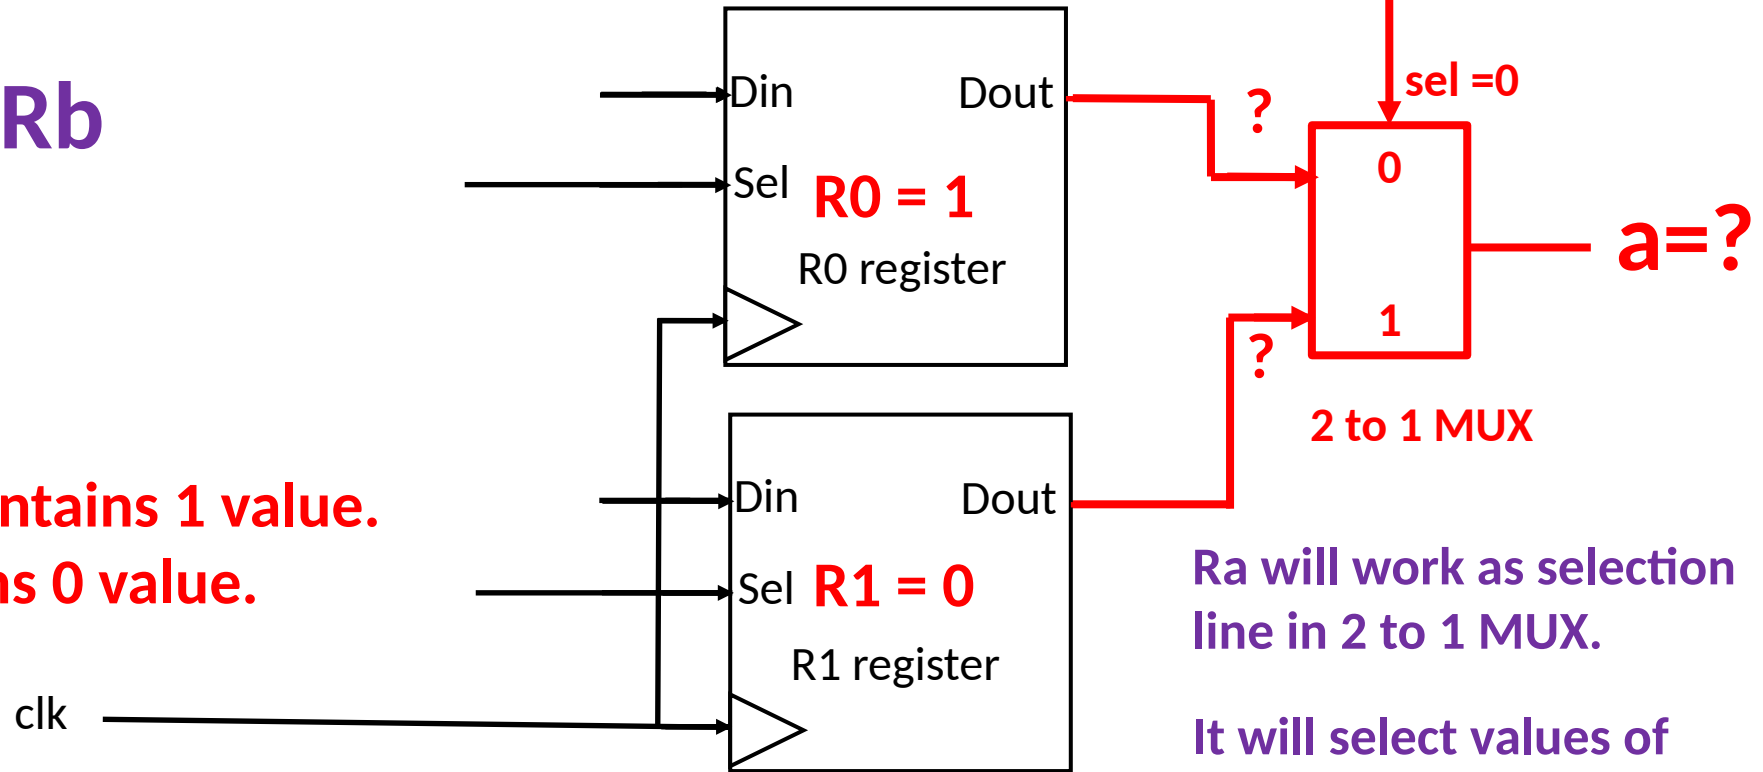 Rb
Din
Dout
Sel
R0 = 1
R0 register
sel =0
?
0
1
?
a=?
2 to 1 MUX
ntains 1 value.
ns 0 value.
Din
Dout
Sel
R1 = 0
R1 register
clk
Ra will work as selection
line in 2 to 1 MUX.
It will select values of